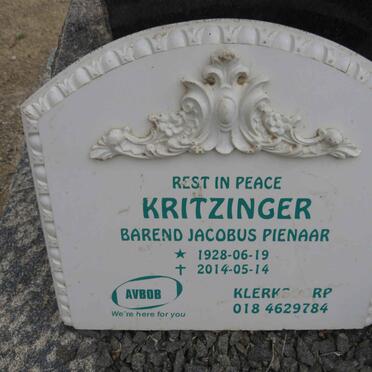 REST IN PEACE
KRITZINGER
BAREND JACOBUS PIENAAR
★ 1928-06-19
✝ 2014-05-14
AVBOB
We're here for you
018 4629784